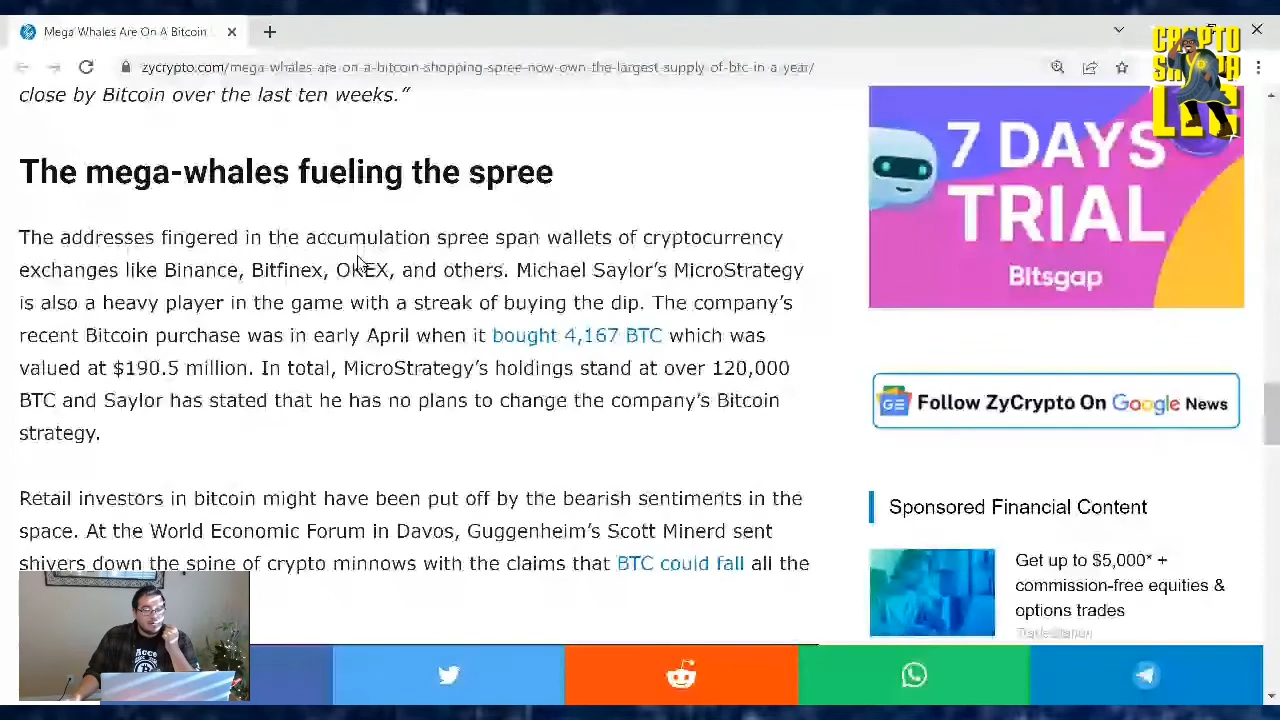 Mega Whales Are On A Bitcoin
zycrypto.com/mega-whales-are-on-a-bitcoin-shopping-spree-now-own-the-largest-supply-of-btc-in-a-year/
CRYPTO
close by Bitcoin over the last ten weeks.”
The mega-whales fueling the spree
The addresses fingered in the accumulation spree span wallets of cryptocurrency
exchanges like Binance, Bitfinex, OKEX, and others. Michael Saylor’s MicroStrategy
is also a heavy player in the game with a streak of buying the dip. The company’s
recent Bitcoin purchase was in early April when it bought 4,167 BTC which was
valued at $190.5 million. In total, MicroStrategy’s holdings stand at over 120,000
BTC and Saylor has stated that he has no plans to change the company’s Bitcoin
strategy.
Retail investors in bitcoin might have been put off by the bearish sentiments in the
space. At the World Economic Forum in Davos, Guggenheim’s Scott Minerd sent
shivers down the spine of crypto minnows with the claims that BTC could fall all the
7 DAYS
TRIAL
Bitsgap
GE Follow ZyCrypto On Google News
Sponsored Financial Content
Get up to $5,000* +
commission-free equities &
options trades
TradeStation